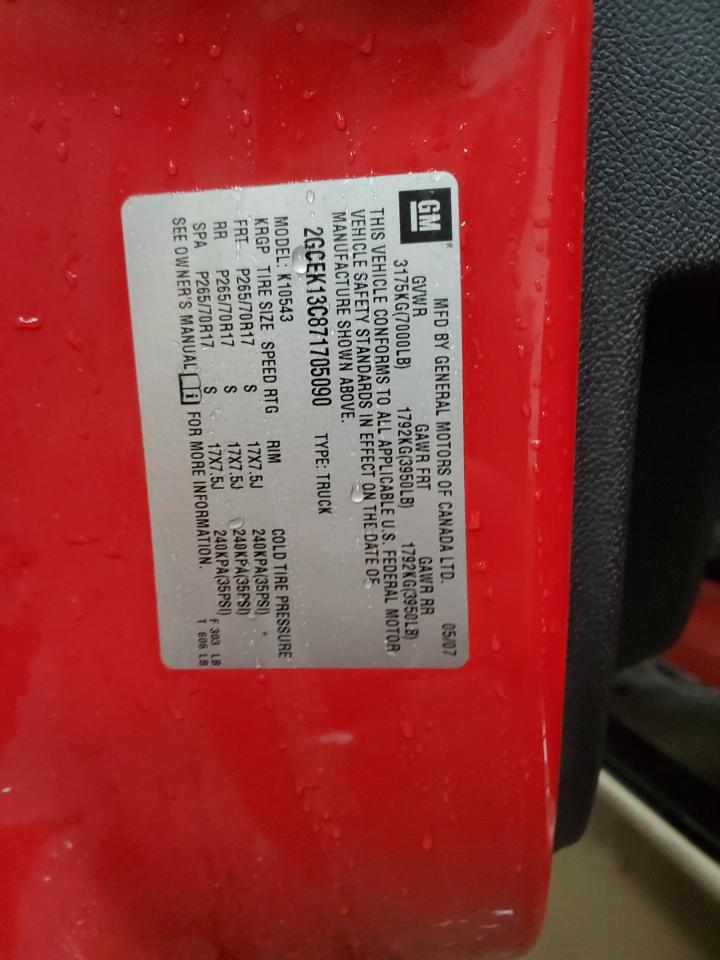 GM
MFD BY GENERAL MOTORS OF CANADA LTD. 05/07
GVWR GAWR FRT GAWR RR
3175KG(7000LB) 1792KG(3950LB) 1792KG(3950LB)
THIS VEHICLE CONFORMS TO ALL APPLICABLE U.S. FEDERAL MOTOR
VEHICLE SAFETY STANDARDS IN EFFECT ON THE DATE OF
MANUFACTURE SHOWN ABOVE.
2GCEK13C871705090 TYPE: TRUCK
MODEL: K10543
KRGP TIRE SIZE SPEED RTG RIM COLD TIRE PRESSURE
FRT P265/70R17 S 17X7.5J 240KPA(35PSI)
RR P265/70R17 S 17X7.5J 240KPA(35PSI)
SPA P265/70R17 S 17X7.5J 240KPA(35PSI)
SEE OWNER'S MANUAL FOR MORE INFORMATION.
F 303 LB
T 606 LB